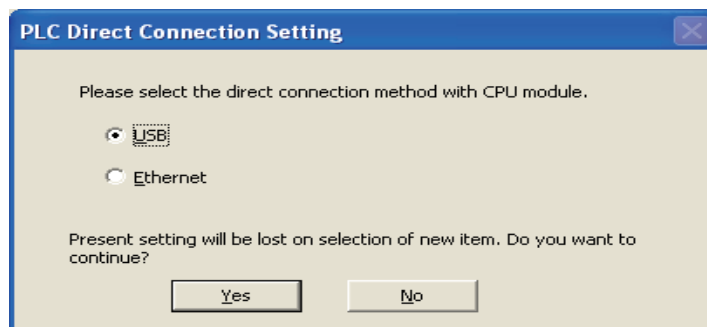 PLC Direct Connection Setting
Please select the direct connection method with CPU module.
USB
Ethernet
Present setting will be lost on selection of new item. Do you want to
continue?
Yes No